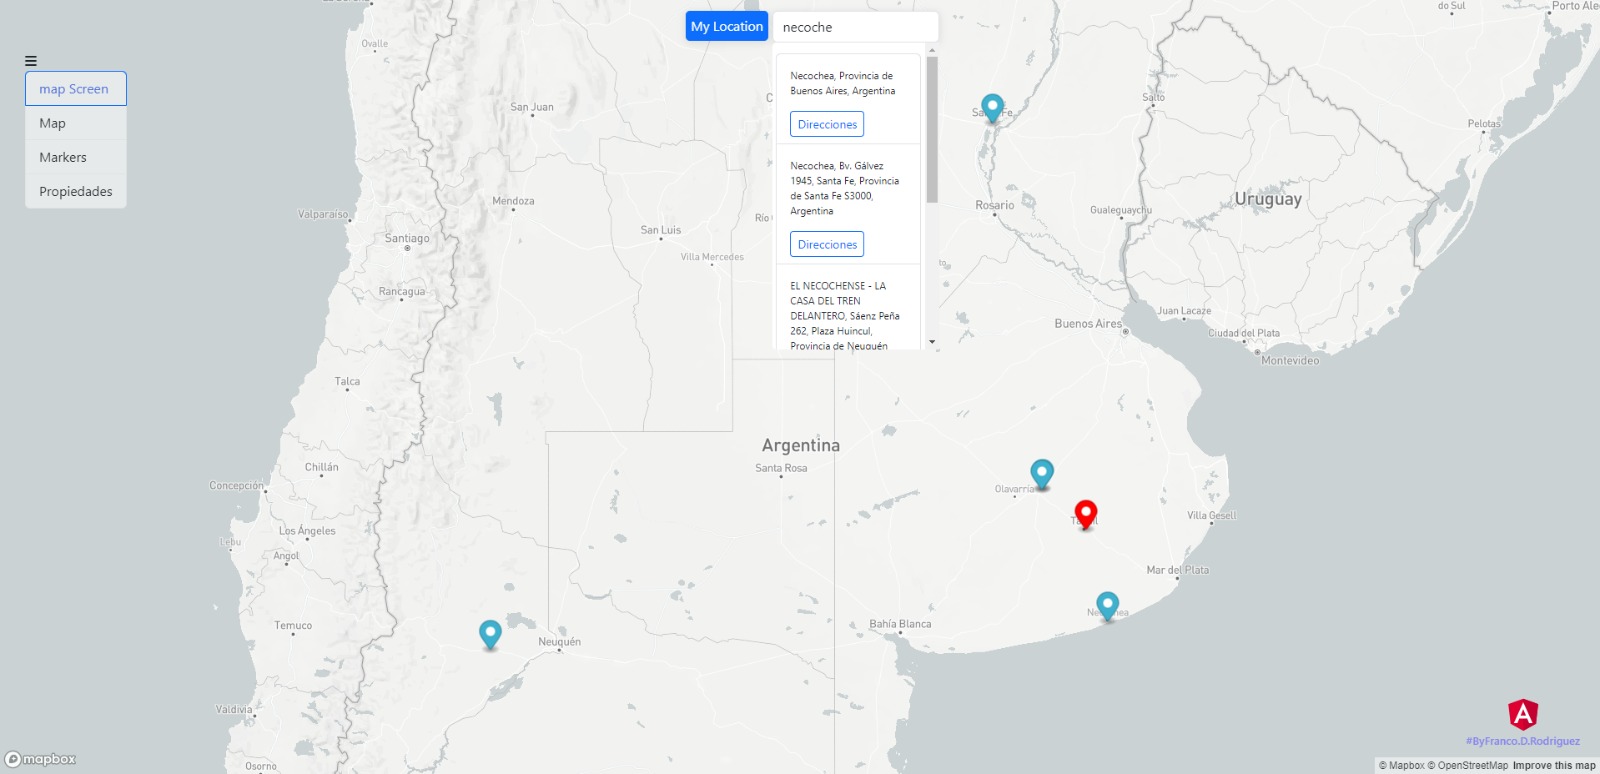 My Location
necoche
Necochea, Provincia de
Buenos Aires, Argentina
Direcciones
Necochea, Bv. Gálvez
1945, Santa Fe, Provincia
de Santa Fe S3000,
Argentina
Direcciones
EL NECOCHENSE - LA
CASA DEL TREN
DELANTERO, Sáenz Peña
262, Plaza Huincul,
Provincia de Neuquén
map Screen
Map
Markers
Propiedades
Ovalle
San Juan
do Sul
Porto Aleg
Salto
Pelotas
Mendoza
Valparaíso
Santiago
San Luis
Villa Mercedes
Río
Rosario
Gualeguaychu
Uruguay
Rancagua
Juan Lacaze
Buenos Aires
Ciudad del Plata
Montevideo
Talca
Argentina
Santa Rosa
Chillán
Concepción
Olavarría
Villa Gesell
Los Ángeles
Lebu
Angol
Mar del Plata
Temuco
Neuquén
Bahía Blanca
Valdivia
Osorno
#ByFranco.D.Rodriguez
mapbox
© Mapbox © OpenStreetMap Improve this map